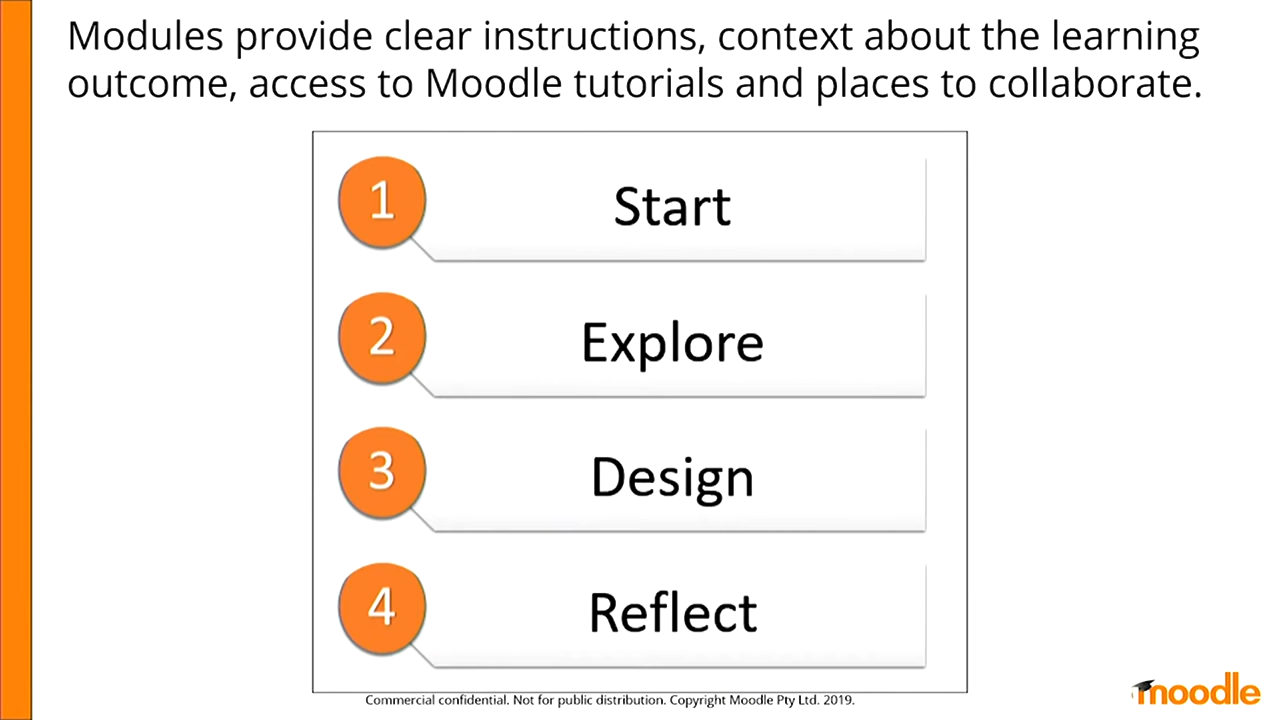 Modules provide clear instructions, context about the learning
outcome, access to Moodle tutorials and places to collaborate.
1
Start
2
Explore
3
Design
4
Reflect
Commercial confidential. Not for public distribution. Copyright Moodle Pty Ltd. 2019.
moodle